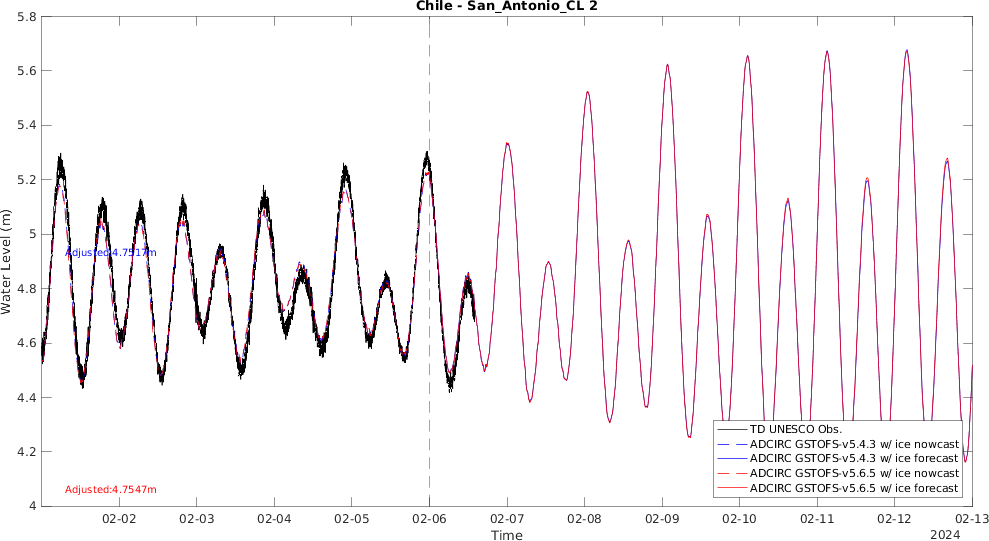 Chile - San_Antonio_CL 2
5.8
5.6
5.4
5.2
5
4.8
4.6
4.4
4.2
4
Water Level (m)
Adjusted:4.7517m
Adjusted:4.7547m
TD UNESCO Obs.
ADCIRC GSTOFS-v5.4.3 w/ ice nowcast
ADCIRC GSTOFS-v5.4.3 w/ ice forecast
ADCIRC GSTOFS-v5.6.5 w/ ice nowcast
ADCIRC GSTOFS-v5.6.5 w/ ice forecast
02-02 02-03 02-04 02-05 02-06 02-07 02-08 02-09 02-10 02-11 02-12 02-13
Time
2024